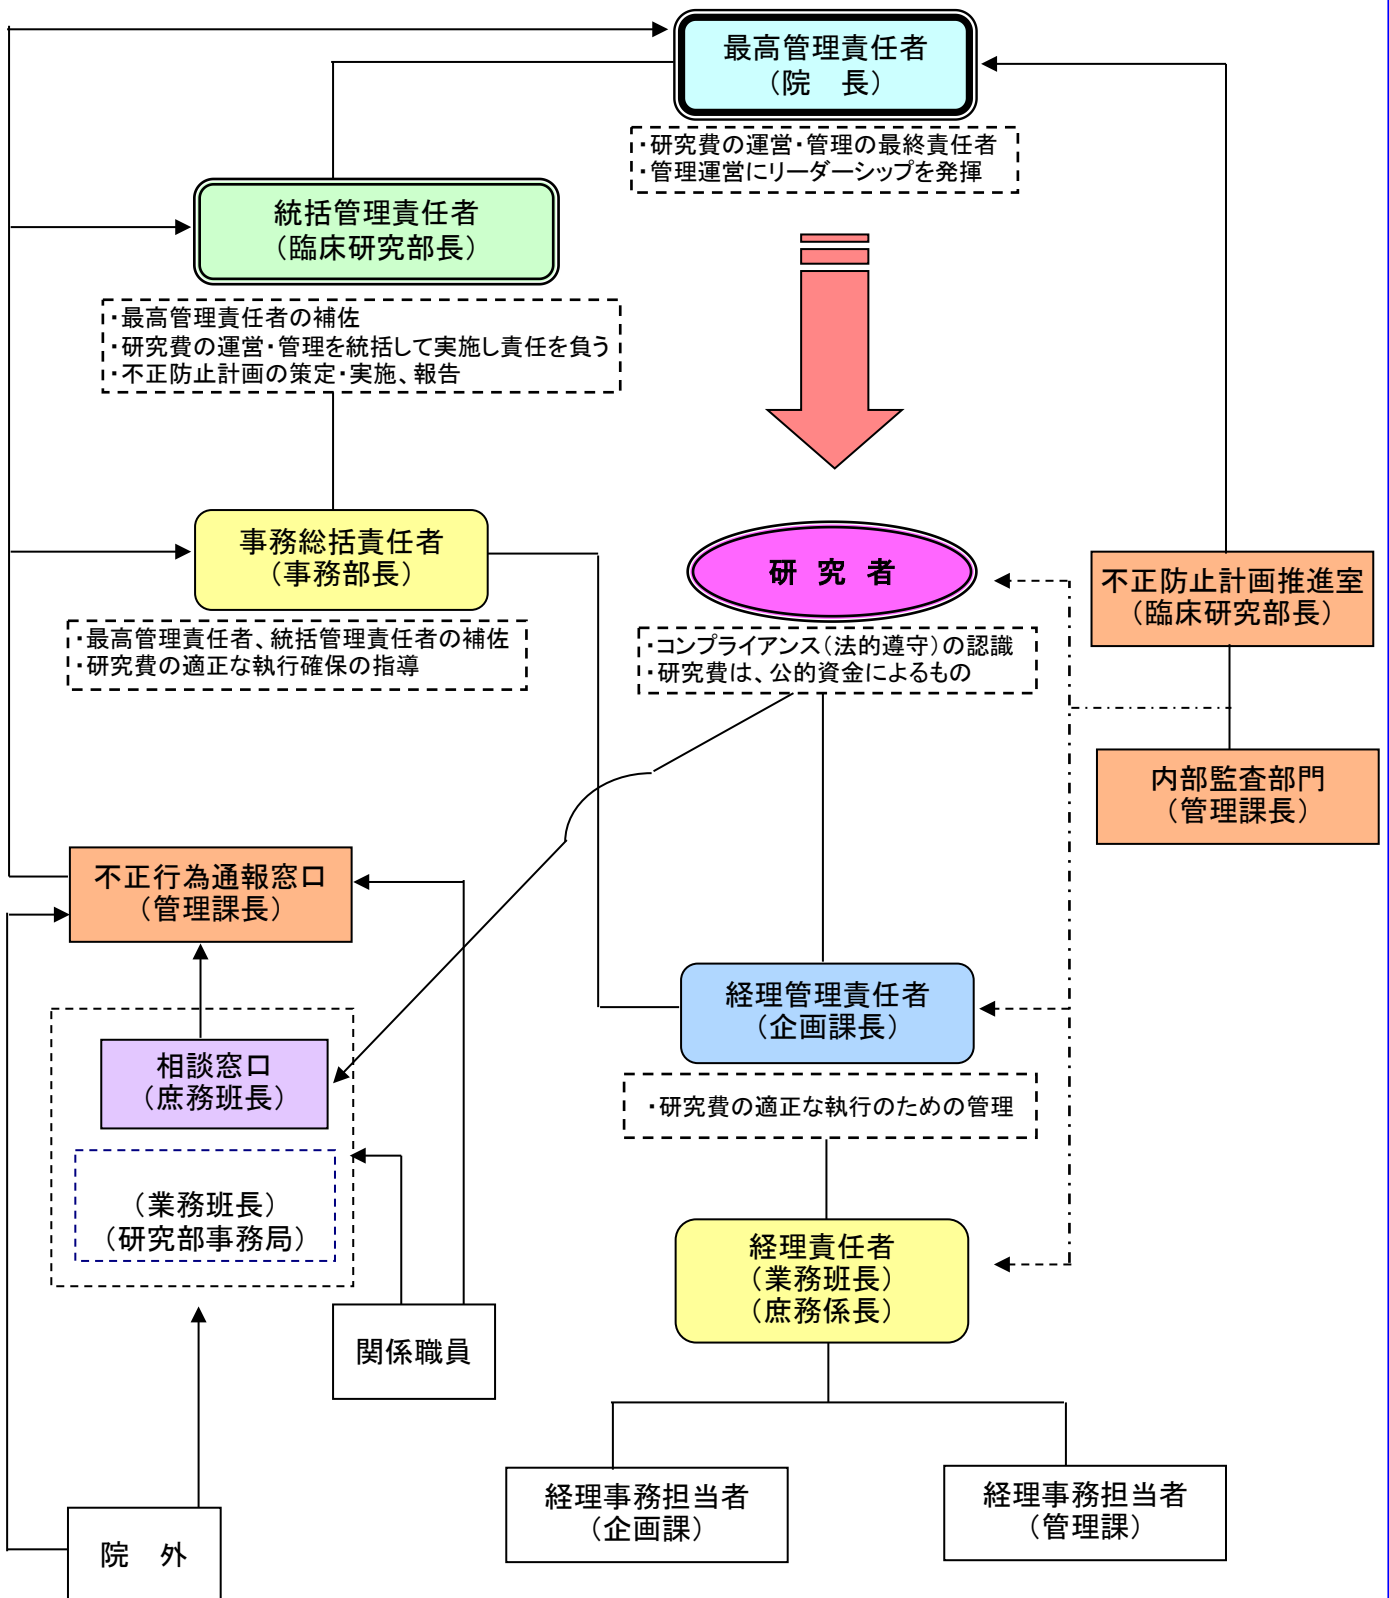 最高管理責任者
（院　長）
・研究費の運営・管理の最終責任者
・管理運営にリーダーシップを発揮
統括管理責任者
（臨床研究部長）
・最高管理責任者の補佐
・研究費の運営・管理を統括して実施し責任を負う
・不正防止計画の策定・実施、報告
事務総括責任者
（事務部長）
・最高管理責任者、統括管理責任者の補佐
・研究費の適正な執行確保の指導
研　究　者
・コンプライアンス（法的遵守）の認識
・研究費は、公的資金によるもの
不正防止計画推進室
（臨床研究部長）
内部監査部門
（管理課長）
不正行為通報窓口
（管理課長）
相談窓口
（庶務班長）
（業務班長）
（研究部事務局）
経理管理責任者
（企画課長）
・研究費の適正な執行のための管理
経理責任者
（業務班長）
（庶務係長）
関係職員
経理事務担当者
（企画課）
経理事務担当者
（管理課）
院　外